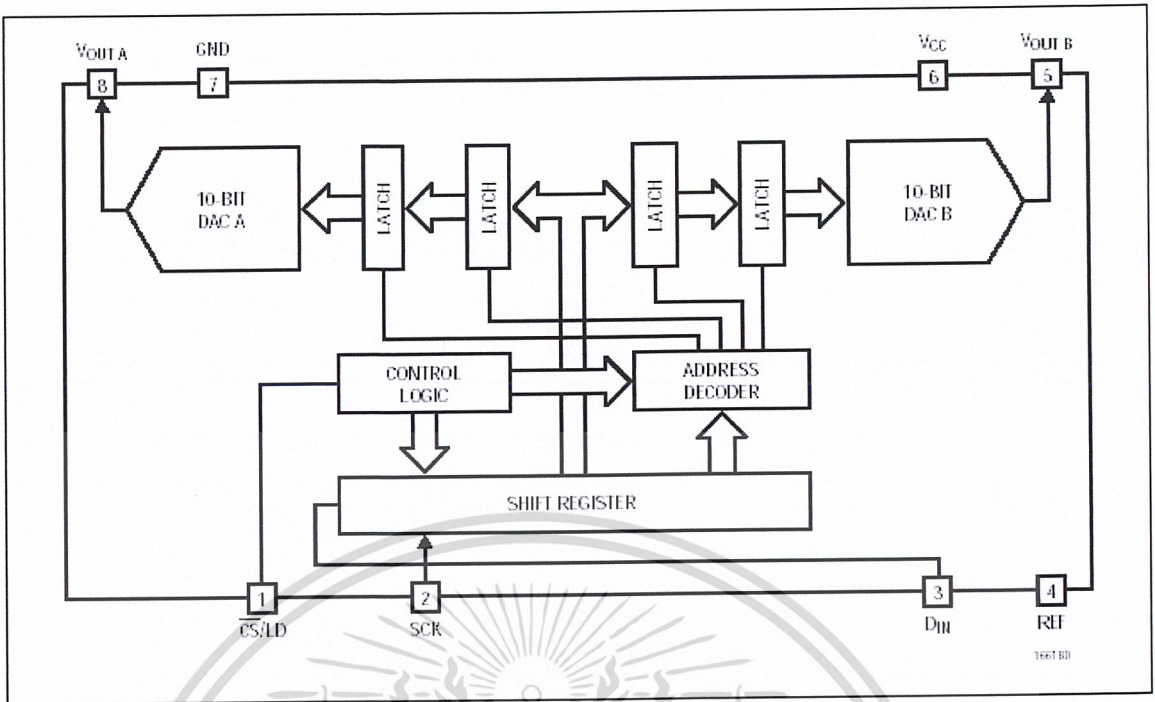 VOUT A
GND
VCC
VOUT B
8
7
6
5
10-BIT
DAC A
LATCH
LATCH
LATCH
LATCH
10-BIT
DAC B
CONTROL
LOGIC
ADDRESS
DECODER
SHIFT REGISTER
1
2
3
4
CS/LD
SCK
DIN
REF
1661 BD